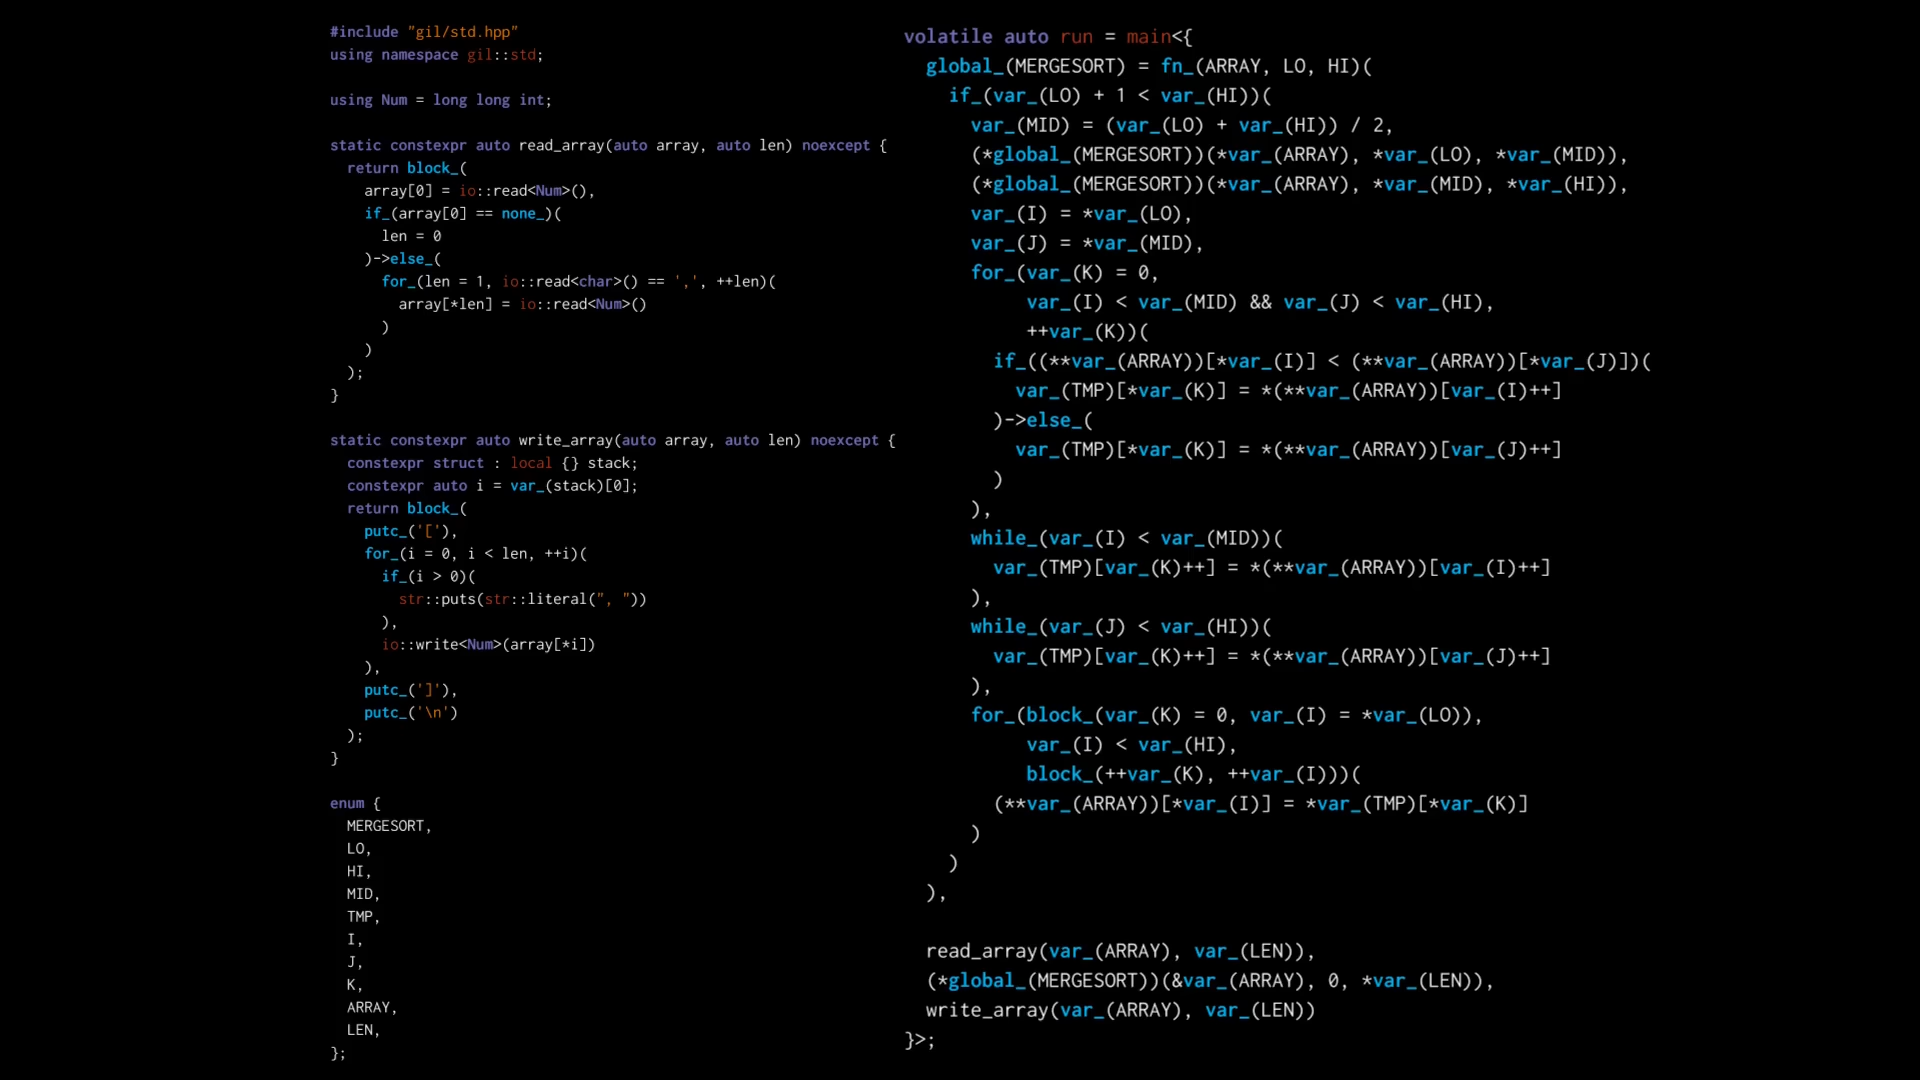 #include "gil/std.hpp"
using namespace gil::std;

using Num = long long int;

static constexpr auto read_array(auto array, auto len) noexcept {
  return block_(
    array[0] = io::read<Num>(),
    if_(array[0] == none_)(
      len = 0
    )->else_(
      for_(len = 1, io::read<char>() == ',', ++len)(
        array[*len] = io::read<Num>()
      )
    )
  );
}

static constexpr auto write_array(auto array, auto len) noexcept {
  constexpr struct : local {} stack;
  constexpr auto i = var_(stack)[0];
  return block_(
    putc_('['),
    for_(i = 0, i < len, ++i)(
      if_(i > 0)(
        str::puts(str::literal(", "))
      ),
      io::write<Num>(array[*i])
    ),
    putc_(']'),
    putc_('\n')
  );
}

enum {
  MERGESORT,
  LO,
  HI,
  MID,
  TMP,
  I,
  J,
  K,
  ARRAY,
  LEN,
};

volatile auto run = main<{
  global_(MERGESORT) = fn_(ARRAY, LO, HI)(
    if_(var_(LO) + 1 < var_(HI))(
      var_(MID) = (var_(LO) + var_(HI)) / 2,
      (*global_(MERGESORT))(*var_(ARRAY), *var_(LO), *var_(MID)),
      (*global_(MERGESORT))(*var_(ARRAY), *var_(MID), *var_(HI)),
      var_(I) = *var_(LO),
      var_(J) = *var_(MID),
      for_(var_(K) = 0,
           var_(I) < var_(MID) && var_(J) < var_(HI),
           ++var_(K))(
        if_((**var_(ARRAY))[*var_(I)] < (**var_(ARRAY))[*var_(J)])(
          var_(TMP)[*var_(K)] = *(**var_(ARRAY))[var_(I)++]
        )->else_(
          var_(TMP)[*var_(K)] = *(**var_(ARRAY))[var_(J)++]
        )
      ),
      while_(var_(I) < var_(MID))(
        var_(TMP)[var_(K)++] = *(**var_(ARRAY))[var_(I)++]
      ),
      while_(var_(J) < var_(HI))(
        var_(TMP)[var_(K)++] = *(**var_(ARRAY))[var_(J)++]
      ),
      for_(block_(var_(K) = 0, var_(I) = *var_(LO)),
           var_(I) < var_(HI),
           block_(++var_(K), ++var_(I)))(
        (**var_(ARRAY))[*var_(I)] = *var_(TMP)[*var_(K)]
      )
    )
  ),

  read_array(var_(ARRAY), var_(LEN)),
  (*global_(MERGESORT))(&var_(ARRAY), 0, *var_(LEN)),
  write_array(var_(ARRAY), var_(LEN))
}>;